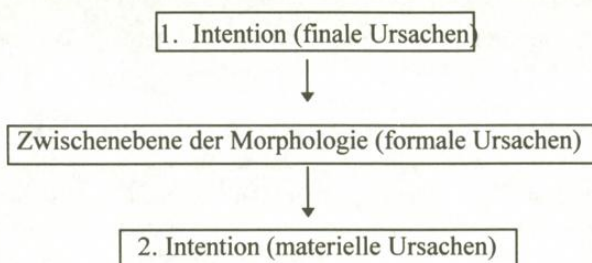 1. Intention (finale Ursachen)
Zwischenebene der Morphologie (formale Ursachen)
2. Intention (materielle Ursachen)